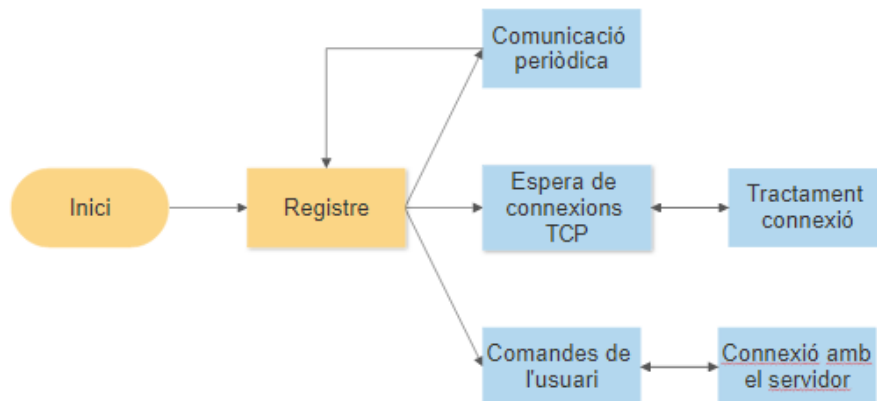 Comunicació
periòdica
Inici
Registre
Espera de
connexions
TCP
Tractament
connexió
Comandes de
l'usuari
Connexió amb
el servidor